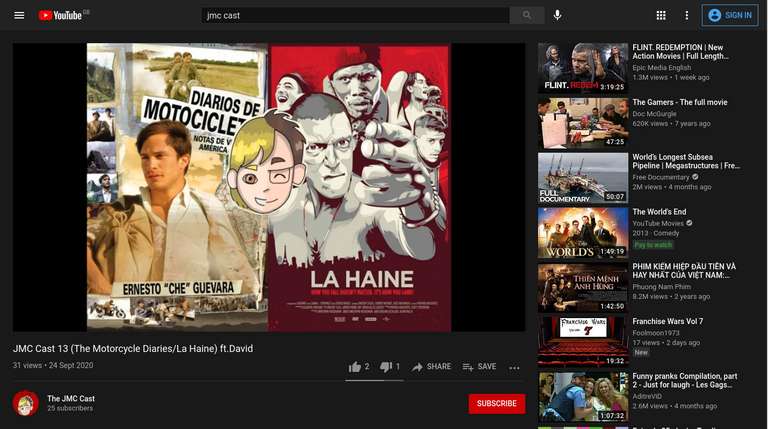 YouTube GB
jmc cast
SIGN IN
DIARIOS DE
MOTOCICLET
NOTAS DE V
AMÉRICA
ERNESTO "CHE" GUEVARA
LA HAINE
JMC Cast 13 (The Motorcycle Diaries/La Haine) ft.David
31 views • 24 Sept 2020
2
1
SHARE
SAVE
The JMC Cast
25 subscribers
SUBSCRIBE
FLINT. REDEM
3:19:25
FLINT. REDEMPTION | New
Action Movies | Full Length…
Epic Media English
1.3M views • 1 week ago
47:25
The Gamers - The full movie
Doc McGurgle
620K views • 7 years ago
FULL
DOCUMENTARY
50:07
World's Longest Subsea
Pipeline | Megastructures | Fre…
Free Documentary
2M views • 4 months ago
THE
WORLD'S
1:49:19
The World's End
YouTube Movies
2013 · Comedy
Pay to watch
THIÊN MỆNH
ANH HÙNG
1:42:50
PHIM KIẾM HIỆP ĐẦU TIÊN VÀ
HAY NHẤT CỦA VIỆT NAM:…
Phuong Nam Phim
9.2M views • 2 years ago
FRANCHISE WARS
7
19:32
Franchise Wars Vol 7
Foolmoon1973
17 views • 2 days ago
New
1:07:32
Funny pranks Compilation, part
2 - Just for laugh - Les Gags…
AditreVID
2.6M views • 4 months ago